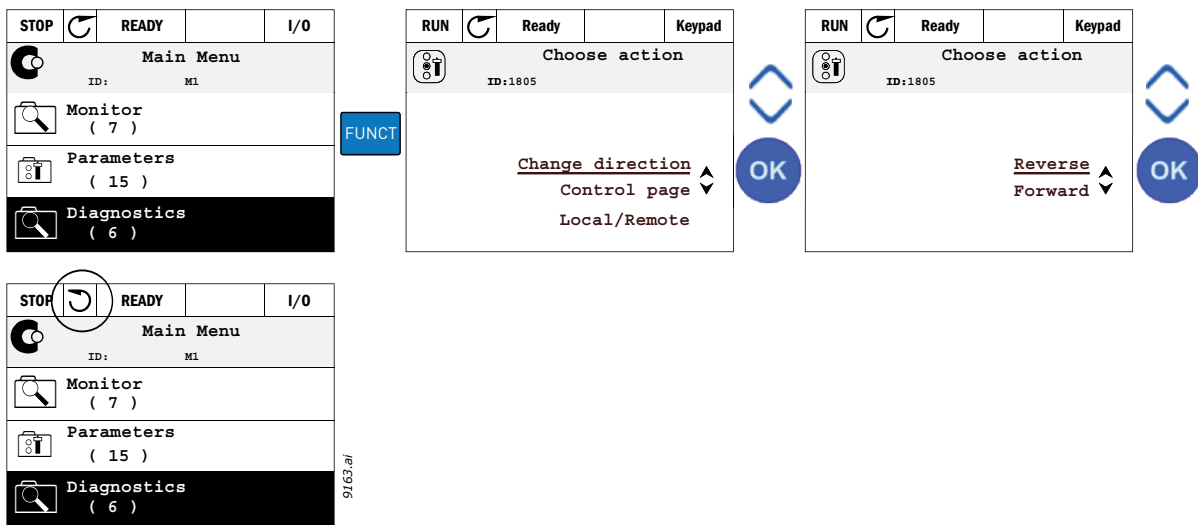 STOP READY I/O
Main Menu
ID: M1
Monitor
( 7 )
Parameters
( 15 )
Diagnostics
( 6 )
FUNCT
RUN Ready Keypad
Choose action
ID:1805
Change direction
Control page
Local/Remote
OK
RUN Ready Keypad
Choose action
ID:1805
Reverse
Forward
OK
STOP READY I/O
Main Menu
ID: M1
Monitor
( 7 )
Parameters
( 15 )
Diagnostics
( 6 )
9163.ai